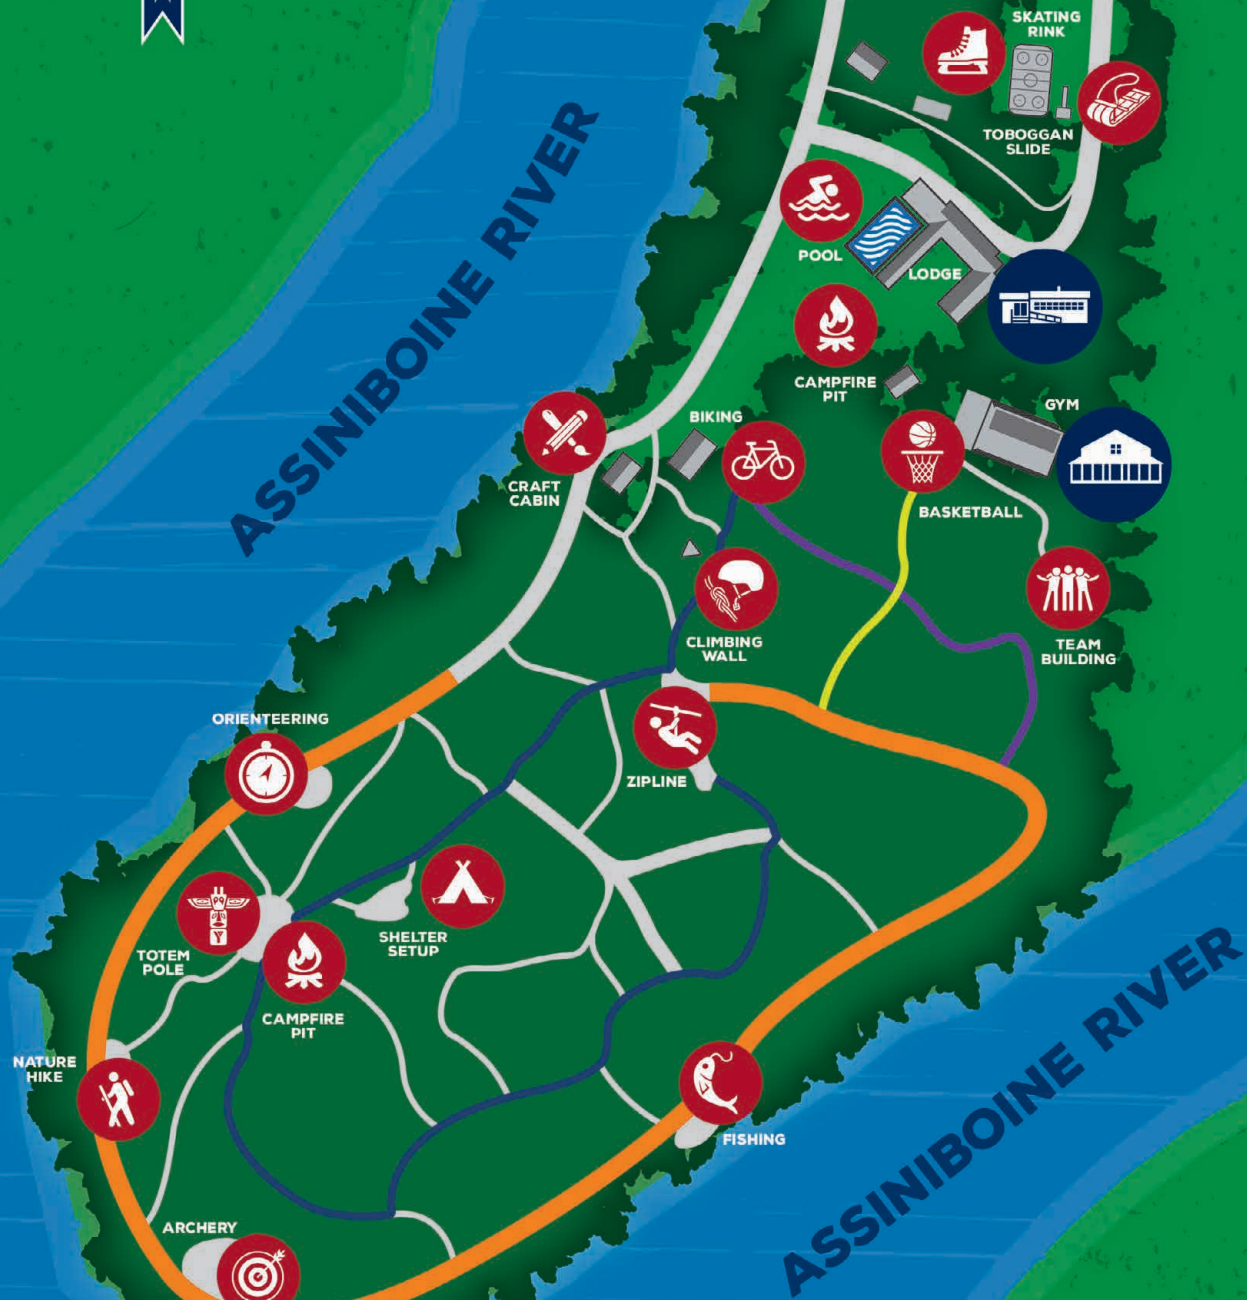 SKATING
RINK
TOBOGGAN
SLIDE
ASSINIBOINE RIVER
POOL
LODGE
CAMPFIRE
PIT
GYM
BIKING
CRAFT
CABIN
BASKETBALL
CLIMBING
WALL
TEAM
BUILDING
ORIENTEERING
ZIPLINE
SHELTER
SETUP
TOTEM
POLE
CAMPFIRE
PIT
NATURE
HIKE
ASSINIBOINE RIVER
FISHING
ARCHERY